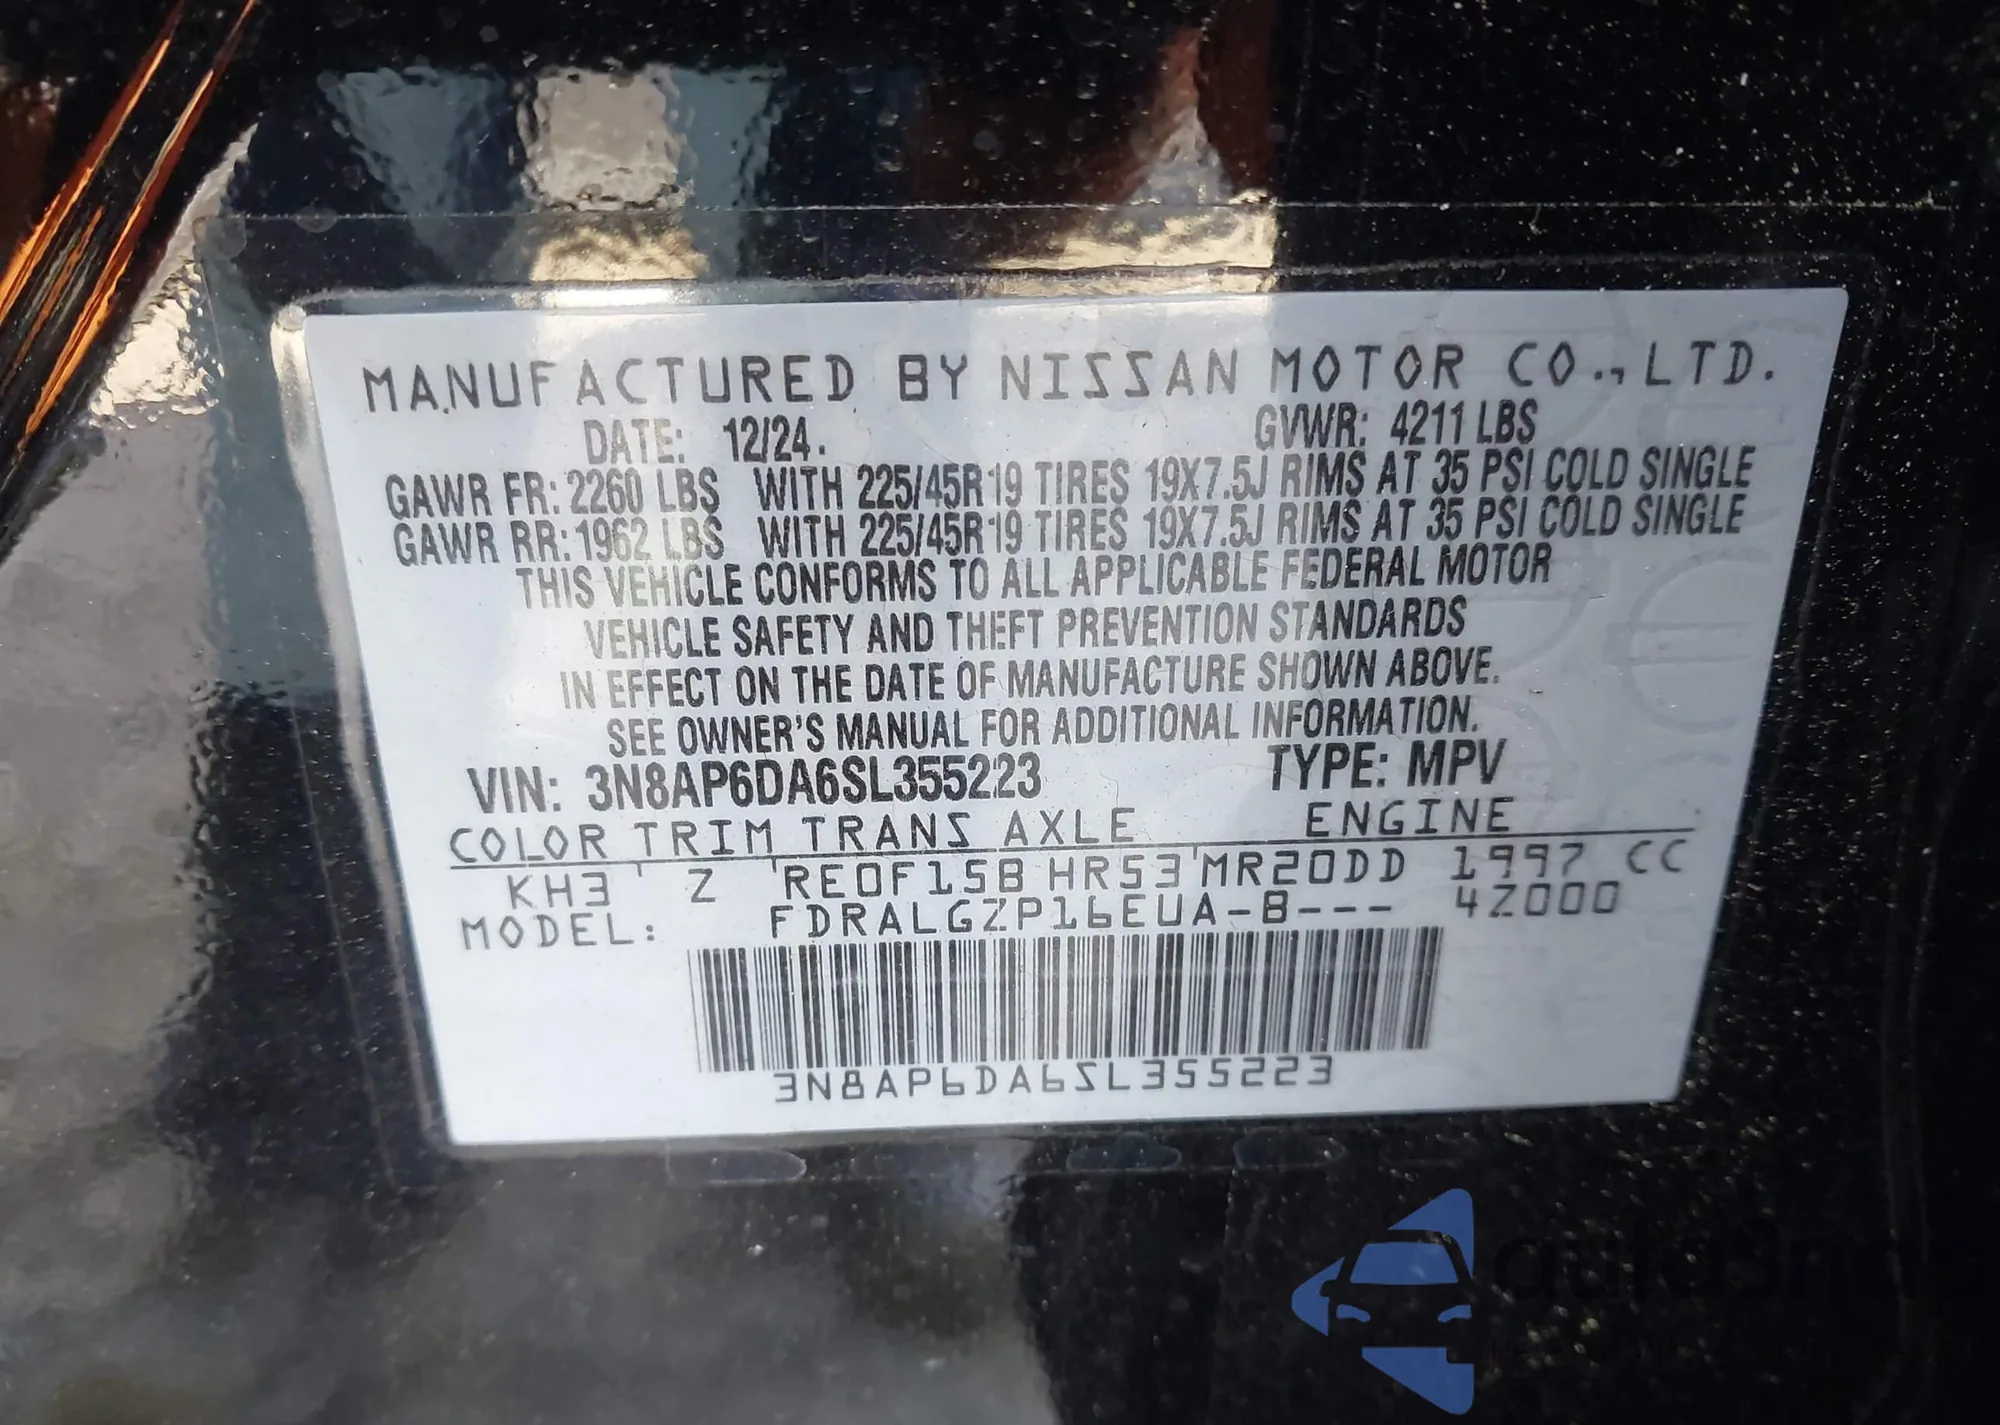 MANUFACTURED BY NISSAN MOTOR CO., LTD.
DATE: 12/24. GVWR: 4211 LBS
GAWR FR: 2260 LBS WITH 225/45R19 TIRES 19X7.5J RIMS AT 35 PSI COLD SINGLE
GAWR RR: 1962 LBS WITH 225/45R19 TIRES 19X7.5J RIMS AT 35 PSI COLD SINGLE
THIS VEHICLE CONFORMS TO ALL APPLICABLE FEDERAL MOTOR
VEHICLE SAFETY AND THEFT PREVENTION STANDARDS
IN EFFECT ON THE DATE OF MANUFACTURE SHOWN ABOVE.
SEE OWNER'S MANUAL FOR ADDITIONAL INFORMATION.
VIN: 3N8AP6DA6SL355223 TYPE: MPV
COLOR TRIM TRANS AXLE ENGINE
KH3 Z RE0F15B HR53 MR20DD 1997 CC
MODEL: FDRALGZP16EUA-B--- 4Z000
3N8AP6DA6SL355223